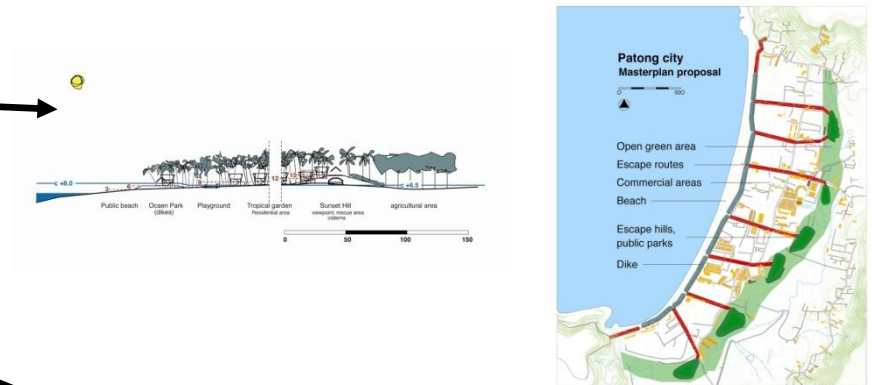 c +8.0
3
6
9
12
15
c +6.5
Public beach
Ocaen Park
(dikes)
Playground
Tropical garden
Residential area
Sunset Hill
viewpoint, rescue area
cisterns
agricultural area
0 50 100 150
Patong city
Masterplan proposal
0 500
Open green area
Escape routes
Commercial areas
Beach
Escape hills,
public parks
Dike